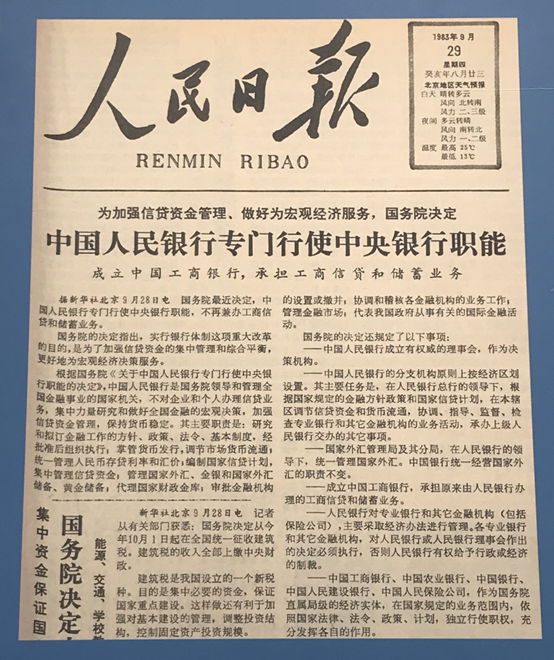 人民日报
RENMIN RIBAO
1983年9月
29
星期四
癸亥年八月廿三
北京地区天气预报
白天 晴转多云
风向 北转南
风力 二、三级
夜间 多云转晴
风向 南转北
风力 一、二级
温度 最高 25℃
最低 13℃
为加强信贷资金管理、做好为宏观经济服务，国务院决定
中国人民银行专门行使中央银行职能
成立中国工商银行，承担工商信贷和储蓄业务
据新华社北京9月28日电 国务院最近决定，中
国人民银行专门行使中央银行职能，不再兼办工商信
贷和储蓄业务。
国务院的决定指出，实行银行体制这项重大改革
的目的，是为了加强信贷资金的集中管理和综合平衡，
更好地为宏观经济决策服务。
根据国务院《关于中国人民银行专门行使中央银
行职能的决定》，中国人民银行是国务院领导和管理全
国金融事业的国家机关，不对企业和个人办理信贷业
务，集中力量研究和做好全国金融的宏观决策，加强
信贷资金管理，保持货币稳定。其主要职责是：研究
和拟订金融工作的方针、政策、法令、基本制度，经
批准后组织执行；掌管货币发行，调节市场货币流通；
统一管理人民币存贷利率和汇价；编制国家信贷计划，
集中管理信贷资金；管理国家外汇、金银和国家外汇
储备、黄金储备；代理国家财政金库；审批金融机构
的设置或撤并；协调和稽核各金融机构的业务工作；
管理金融市场；代表我国政府从事有关的国际金融活
动。
国务院的决定还规定了以下事项：
——中国人民银行成立有权威的理事会，作为决
策机构。
——中国人民银行的分支机构原则上按经济区划
设置。其主要任务是，在人民银行总行的领导下，根
据国家规定的金融方针政策和国家信贷计划，在本辖
区调节信贷资金和货币流通，协调、指导、监督、检
查专业银行和其它金融机构的业务活动，承办上级人
民银行交办的其它事项。
——国家外汇管理局及其分局，在人民银行的领
导下，统一管理国家外汇。中国银行统一经营国家外
汇的职责不变。
——成立中国工商银行，承担原来由人民银行办
理的工商信贷和储蓄业务。
——人民银行对专业银行和其它金融机构（包括
保险公司），主要采取经济办法进行管理。各专业银行
和其它金融机构，对人民银行或人民银行理事会作出
的决定必须执行，否则人民银行有权给予行政或经济
的制裁。
——中国工商银行、中国农业银行、中国银行、
中国人民建设银行、中国人民保险公司，作为国务院
直属局级的经济实体，在国家规定的业务范围内，依
照国家法律、法令、政策、计划，独立行使职权，充
分发挥各自的作用。
新华社北京9月28日电 记者
从有关部门获悉：国务院决定从今
年10月1日起在全国统一征收建筑
税。建筑税的收入全部上缴中央财
政。
建筑税是我国设立的一个新税
种。目的是集中必要的资金，保证
国家重点建设。这样做还有利于加
强对基本建设的管理，调整投资结
构，控制固定资产投资规模。
能源、交通、学校
国务院决定
集中资金保证国